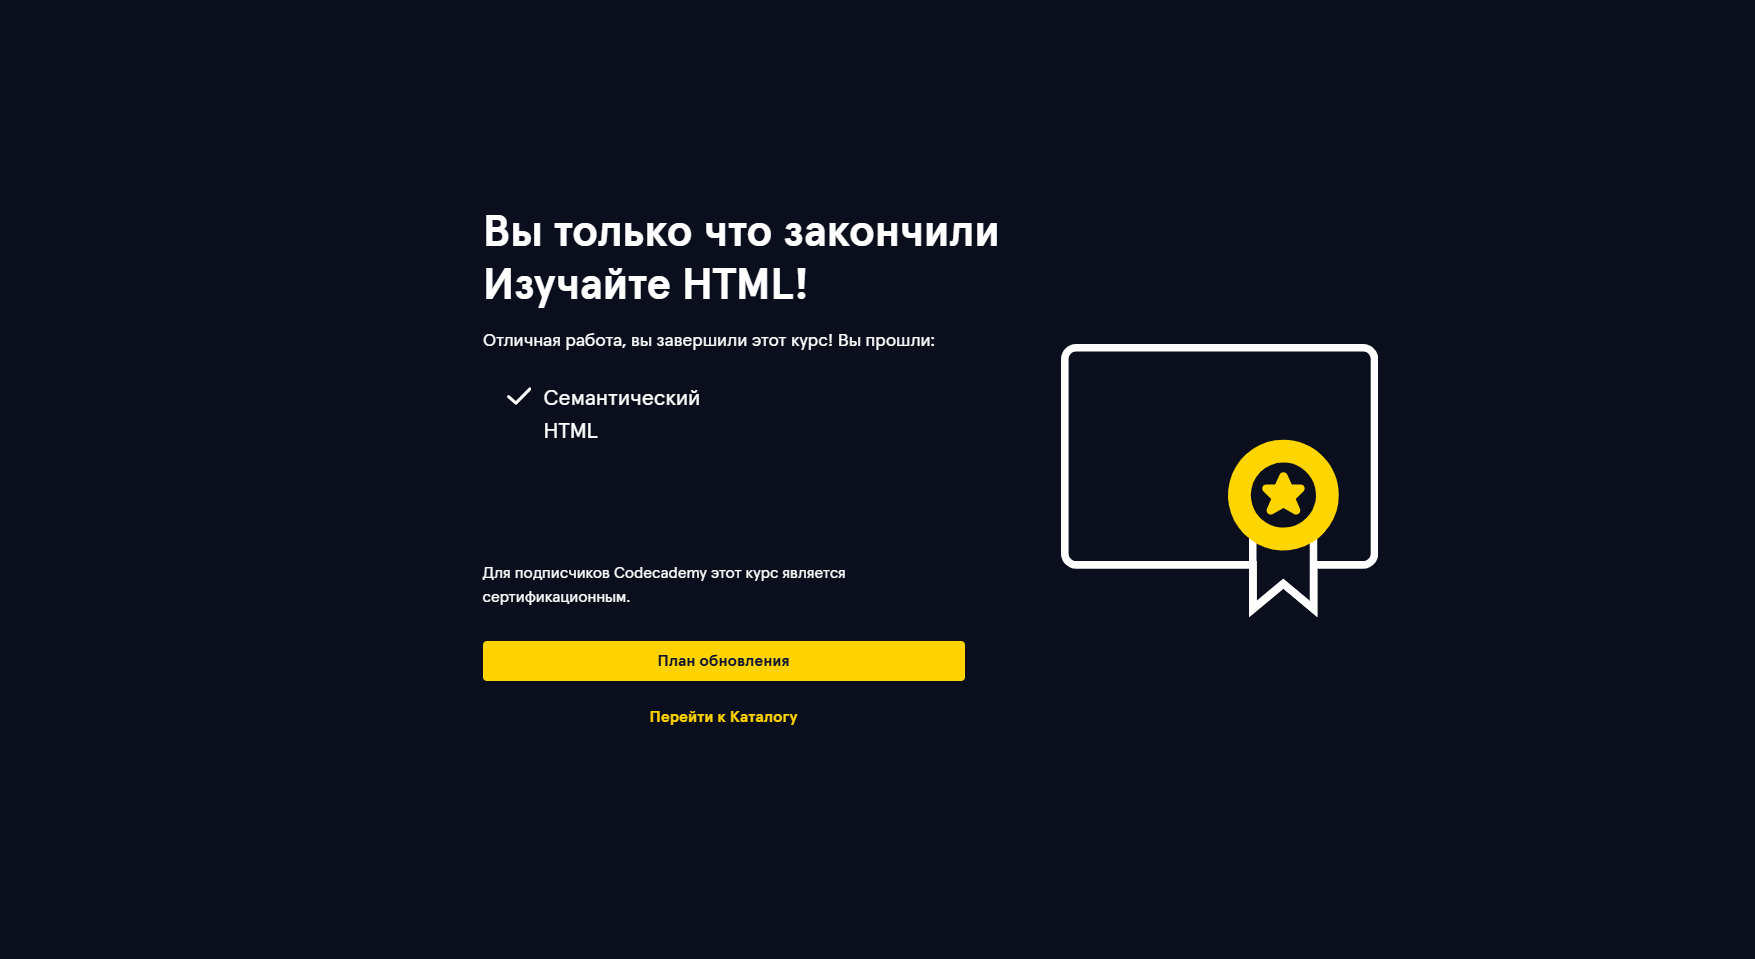 Вы только что закончили
Изучайте HTML!
Отличная работа, вы завершили этот курс! Вы прошли:
Семантический
HTML
Для подписчиков Codecademy этот курс является
сертификационным.
План обновления
Перейти к Каталогу